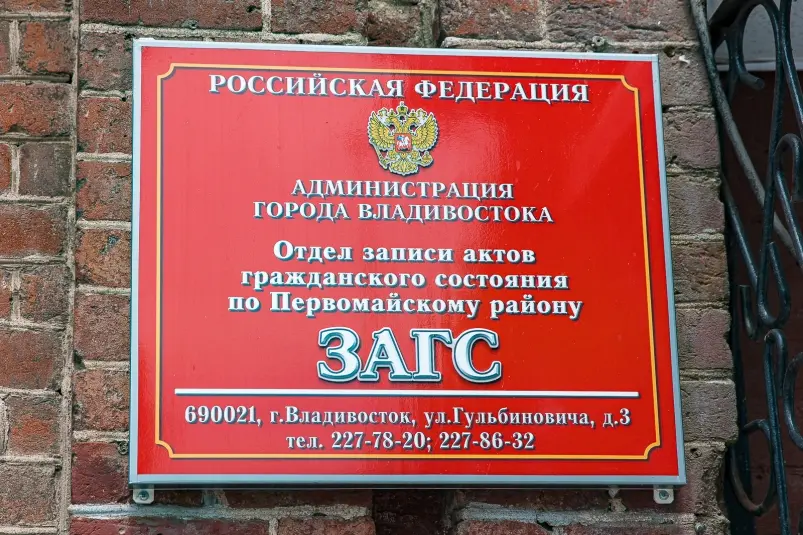 РОССИЙСКАЯ ФЕДЕРАЦИЯ
АДМИНИСТРАЦИЯ
ГОРОДА ВЛАДИВОСТОКА
Отдел записи актов
гражданского состояния
по Первомайскому району
ЗАГС
690021, г.Владивосток, ул.Гульбиновича, д.3
тел. 227-78-20; 227-86-32